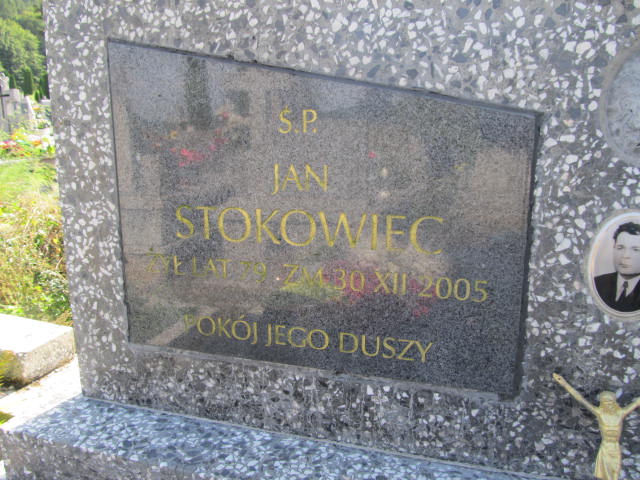 Ś.P.
JAN
STOKOWIEC
ŻYŁ LAT 79 . ZM 30 XII 2005
POKÓJ JEGO DUSZY